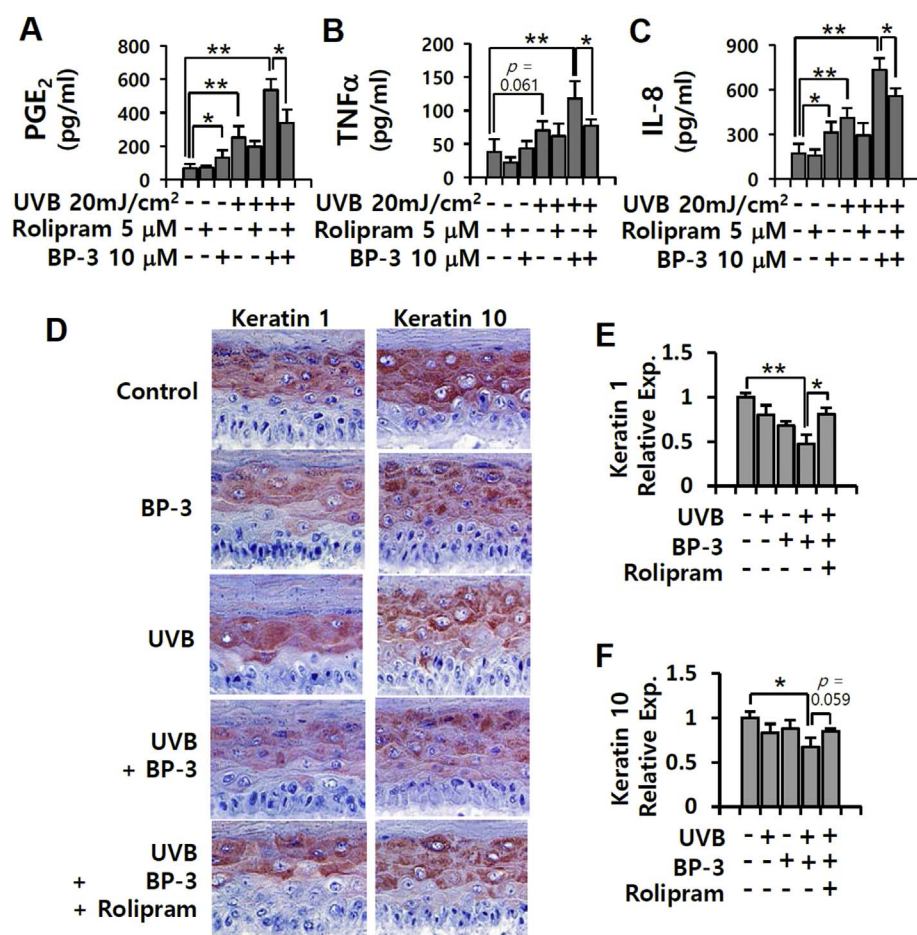 A
PGE2
(pg/ml)
800
600
400
200
0
**
*
**
*
B
TNFα
(pg/ml)
200
150
100
50
0
**
*
p =
0.061
C
IL-8
(pg/ml)
900
600
300
0
**
*
**
*
UVB 20mJ/cm2 - - - + + + + B UVB 20mJ/cm2 - - - + + + + UVB 20mJ/cm2 - - - + + + +
Rolipram 5 μM - + - - + - + Rolipram 5 μM - + - - + - + Rolipram 5 μM - + - - + - +
BP-3 10 μM - - + - - + + BP-3 10 μM - - + - - + + BP-3 10 μM - - + - - + +
D
Keratin 1 Keratin 10
Control
BP-3
UVB
UVB
+ BP-3
UVB
+ BP-3
+ Rolipram
E
Keratin 1
Relative Exp.
1.5
1
0.5
0
**
*
UVB - + - + +
BP-3 - - + + +
Rolipram - - - - +
F
Keratin 10
Relative Exp.
1.5
1
0.5
0
*
p =
0.059
UVB - + - + +
BP-3 - - + + +
Rolipram - - - - +